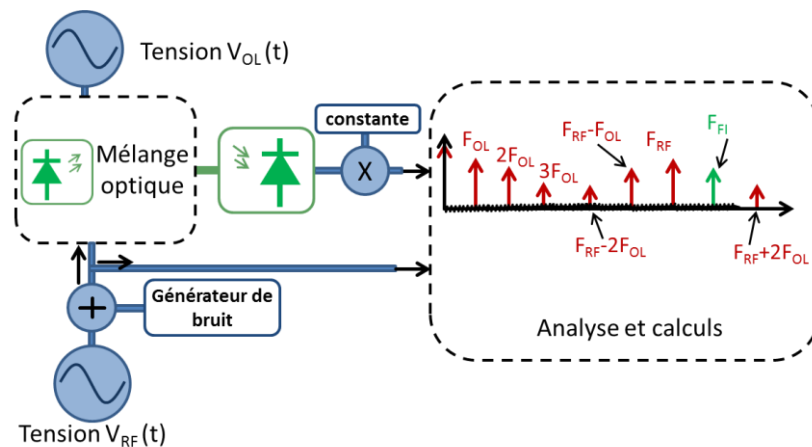 Tension V_OL (t)
constante
Mélange
optique
X
F_OL
2F_OL
3F_OL
F_RF-F_OL
F_RF
F_FI
F_RF-2F_OL
F_RF+2F_OL
Analyse et calculs
+
Générateur de
bruit
Tension V_RF (t)